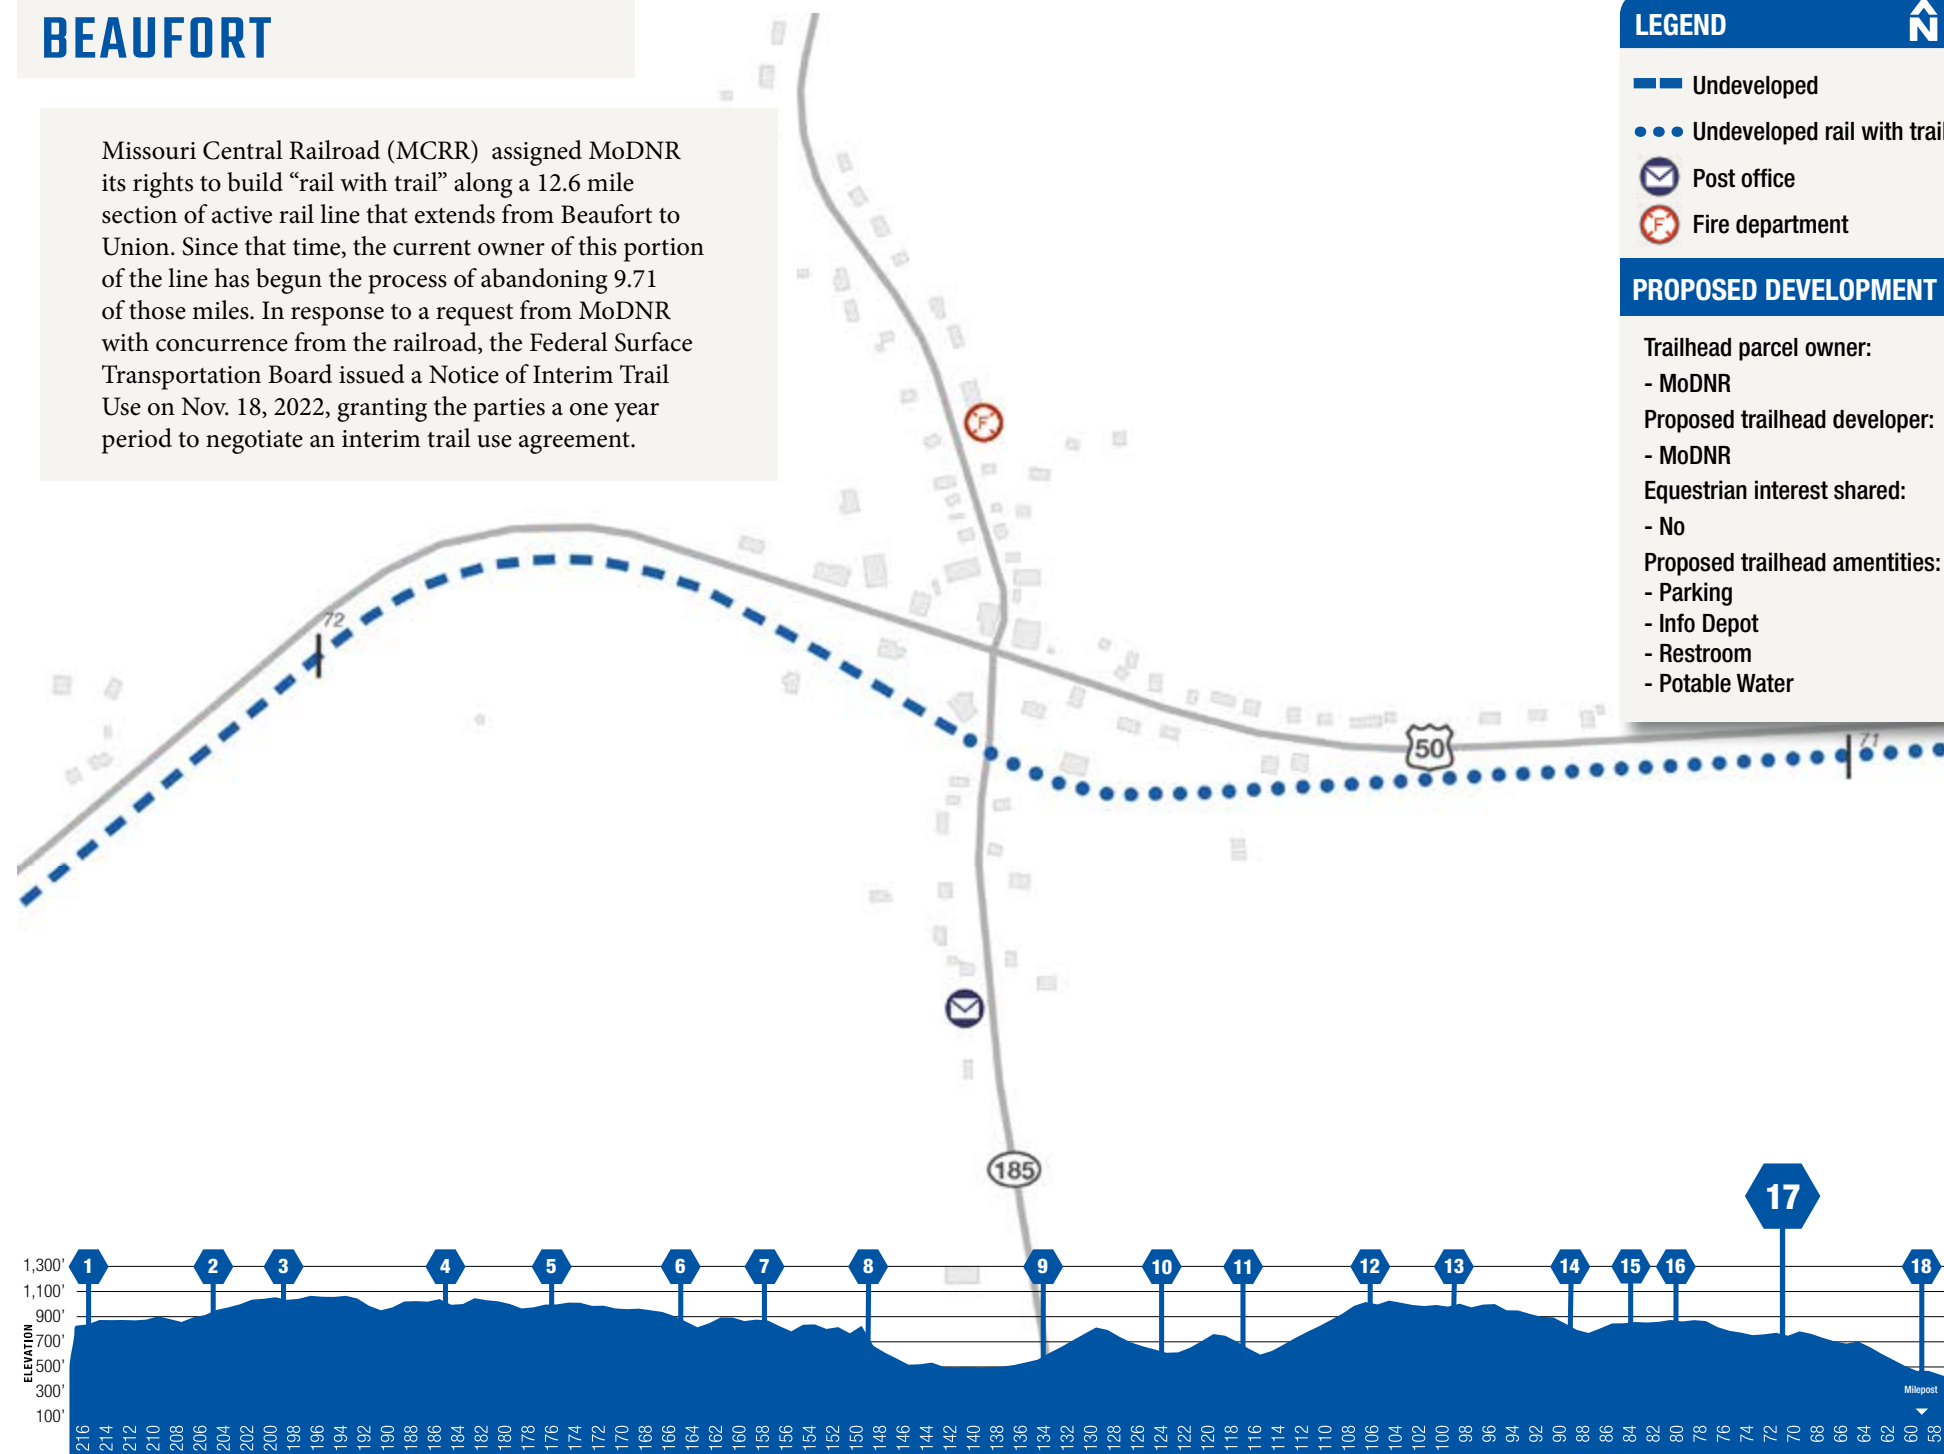 BEAUFORT
Missouri Central Railroad (MCRR) assigned MoDNR
its rights to build “rail with trail” along a 12.6 mile
section of active rail line that extends from Beaufort to
Union. Since that time, the current owner of this portion
of the line has begun the process of abandoning 9.71
of those miles. In response to a request from MoDNR
with concurrence from the railroad, the Federal Surface
Transportation Board issued a Notice of Interim Trail
Use on Nov. 18, 2022, granting the parties a one year
period to negotiate an interim trail use agreement.
LEGEND
N
Undeveloped
Undeveloped rail with trail
Post office
F Fire department
PROPOSED DEVELOPMENT
Trailhead parcel owner:
- MoDNR
Proposed trailhead developer:
- MoDNR
Equestrian interest shared:
- No
Proposed trailhead amentities:
- Parking
- Info Depot
- Restroom
- Potable Water
F
72
50
71
185
17
1 2 3 4 5 6 7 8 9 10 11 12 13 14 15 16 18
1,300’
1,100’
900’
700’
500’
300’
100’
ELEVATION
Milepost
216 214 212 210 208 206 204 202 200 198 196 194 192 190 188 186 184 182 180 178 176 174 172 170 168 166 164 162 160 158 156 154 152 150 148 146 144 142 140 138 136 134 132 130 128 126 124 122 120 118 116 114 112 110 108 106 104 102 100 98 96 94 92 90 88 86 84 82 80 78 76 74 72 70 68 66 64 62 60 58